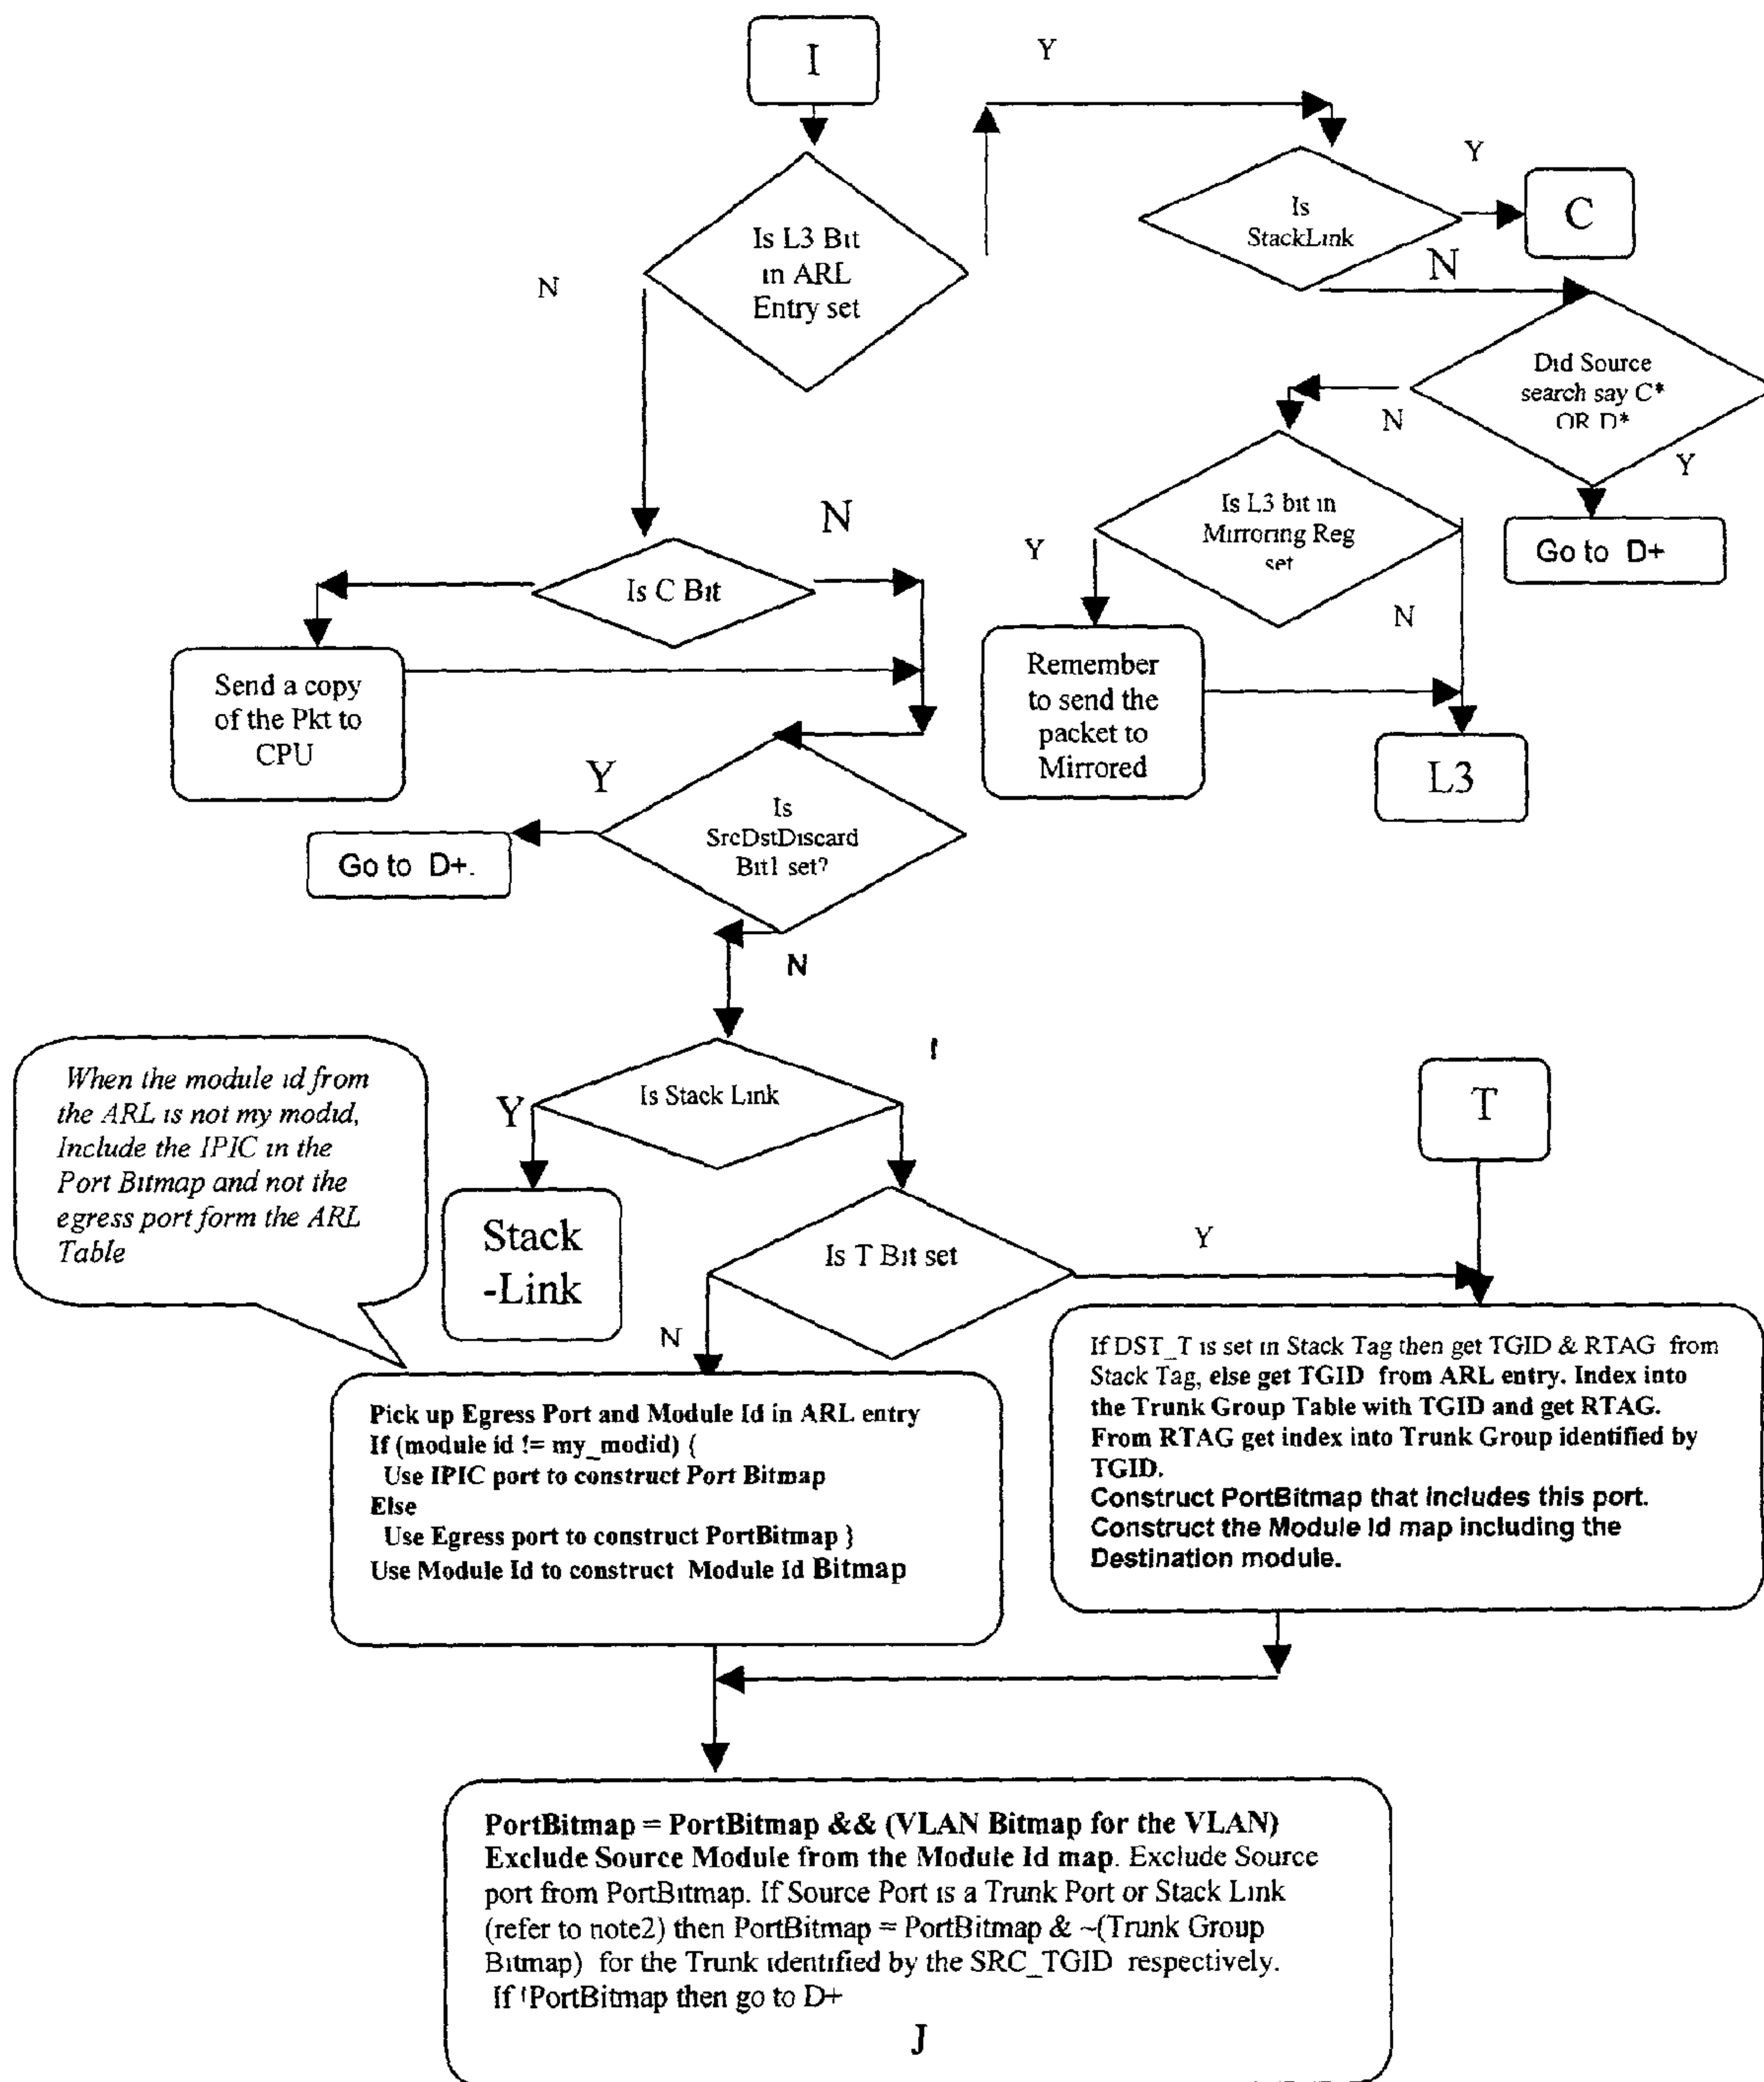 I
Y
Is L3 Bit
in ARL
Entry set
N
Is
StackLink
Y
C
N
Did Source
search say C*
OR D*
N
Y
Go to D+
Is L3 bit in
Mirroring Reg
set
Y
N
Remember
to send the
packet to
Mirrored
L3
N
Is C Bit
Send a copy
of the Pkt to
CPU
Y
Is
SrcDstDiscard
Bit1 set?
Go to D+.
N
When the module id from
the ARL is not my modid,
Include the IPIC in the
Port Bitmap and not the
egress port form the ARL
Table
Is Stack Link
Y
Stack
-Link
T
Is T Bit set
Y
N
Pick up Egress Port and Module Id in ARL entry
If (module id != my_modid) {
Use IPIC port to construct Port Bitmap
Else
Use Egress port to construct PortBitmap }
Use Module Id to construct Module Id Bitmap
If DST_T is set in Stack Tag then get TGID & RTAG from
Stack Tag, else get TGID from ARL entry. Index into
the Trunk Group Table with TGID and get RTAG.
From RTAG get index into Trunk Group identified by
TGID.
Construct PortBitmap that includes this port.
Construct the Module Id map including the
Destination module.
PortBitmap = PortBitmap && (VLAN Bitmap for the VLAN)
Exclude Source Module from the Module Id map. Exclude Source
port from PortBitmap. If Source Port is a Trunk Port or Stack Link
(refer to note2) then PortBitmap = PortBitmap & ~(Trunk Group
Bitmap) for the Trunk identified by the SRC_TGID respectively.
If !PortBitmap then go to D+
J